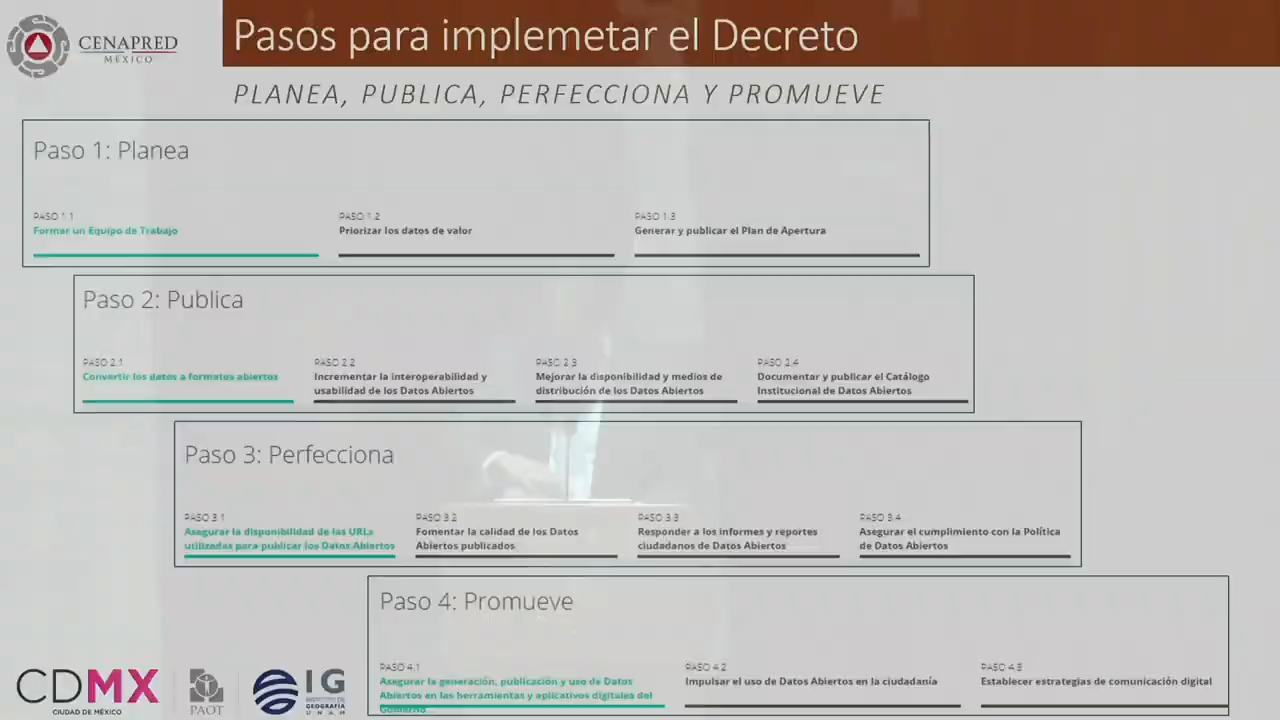 CENAPRED
MÉXICO
Pasos para implemetar el Decreto
PLANEA, PUBLICA, PERFECCIONA Y PROMUEVE
Paso 1: Planea
PASO 1.1
Formar un Equipo de Trabajo
PASO 1.2
Priorizar los datos de valor
PASO 1.3
Generar y publicar el Plan de Apertura
Paso 2: Publica
PASO 2.1
Convertir los datos a formatos abiertos
PASO 2.2
Incrementar la interoperabilidad y
usabilidad de los Datos Abiertos
PASO 2.3
Mejorar la disponibilidad y medios de
distribución de los Datos Abiertos
PASO 2.4
Documentar y publicar el Catálogo
Institucional de Datos Abiertos
Paso 3: Perfecciona
PASO 3.1
Asegurar la disponibilidad de las URLs
utilizadas para publicar los Datos Abiertos
PASO 3.2
Fomentar la calidad de los Datos
Abiertos publicados
PASO 3.3
Responder a los informes y reportes
ciudadanos de Datos Abiertos
PASO 3.4
Asegurar el cumplimiento con la Política
de Datos Abiertos
Paso 4: Promueve
PASO 4.1
Asegurar la generación, publicación y uso de Datos
Abiertos en las herramientas y aplicativos digitales del
Gobierno...
PASO 4.2
Impulsar el uso de Datos Abiertos en la ciudadanía
PASO 4.3
Establecer estrategias de comunicación digital
CDMX
CIUDAD DE MÉXICO
PAOT
IG
INSTITUTO DE
GEOGRAFÍA
UNAM